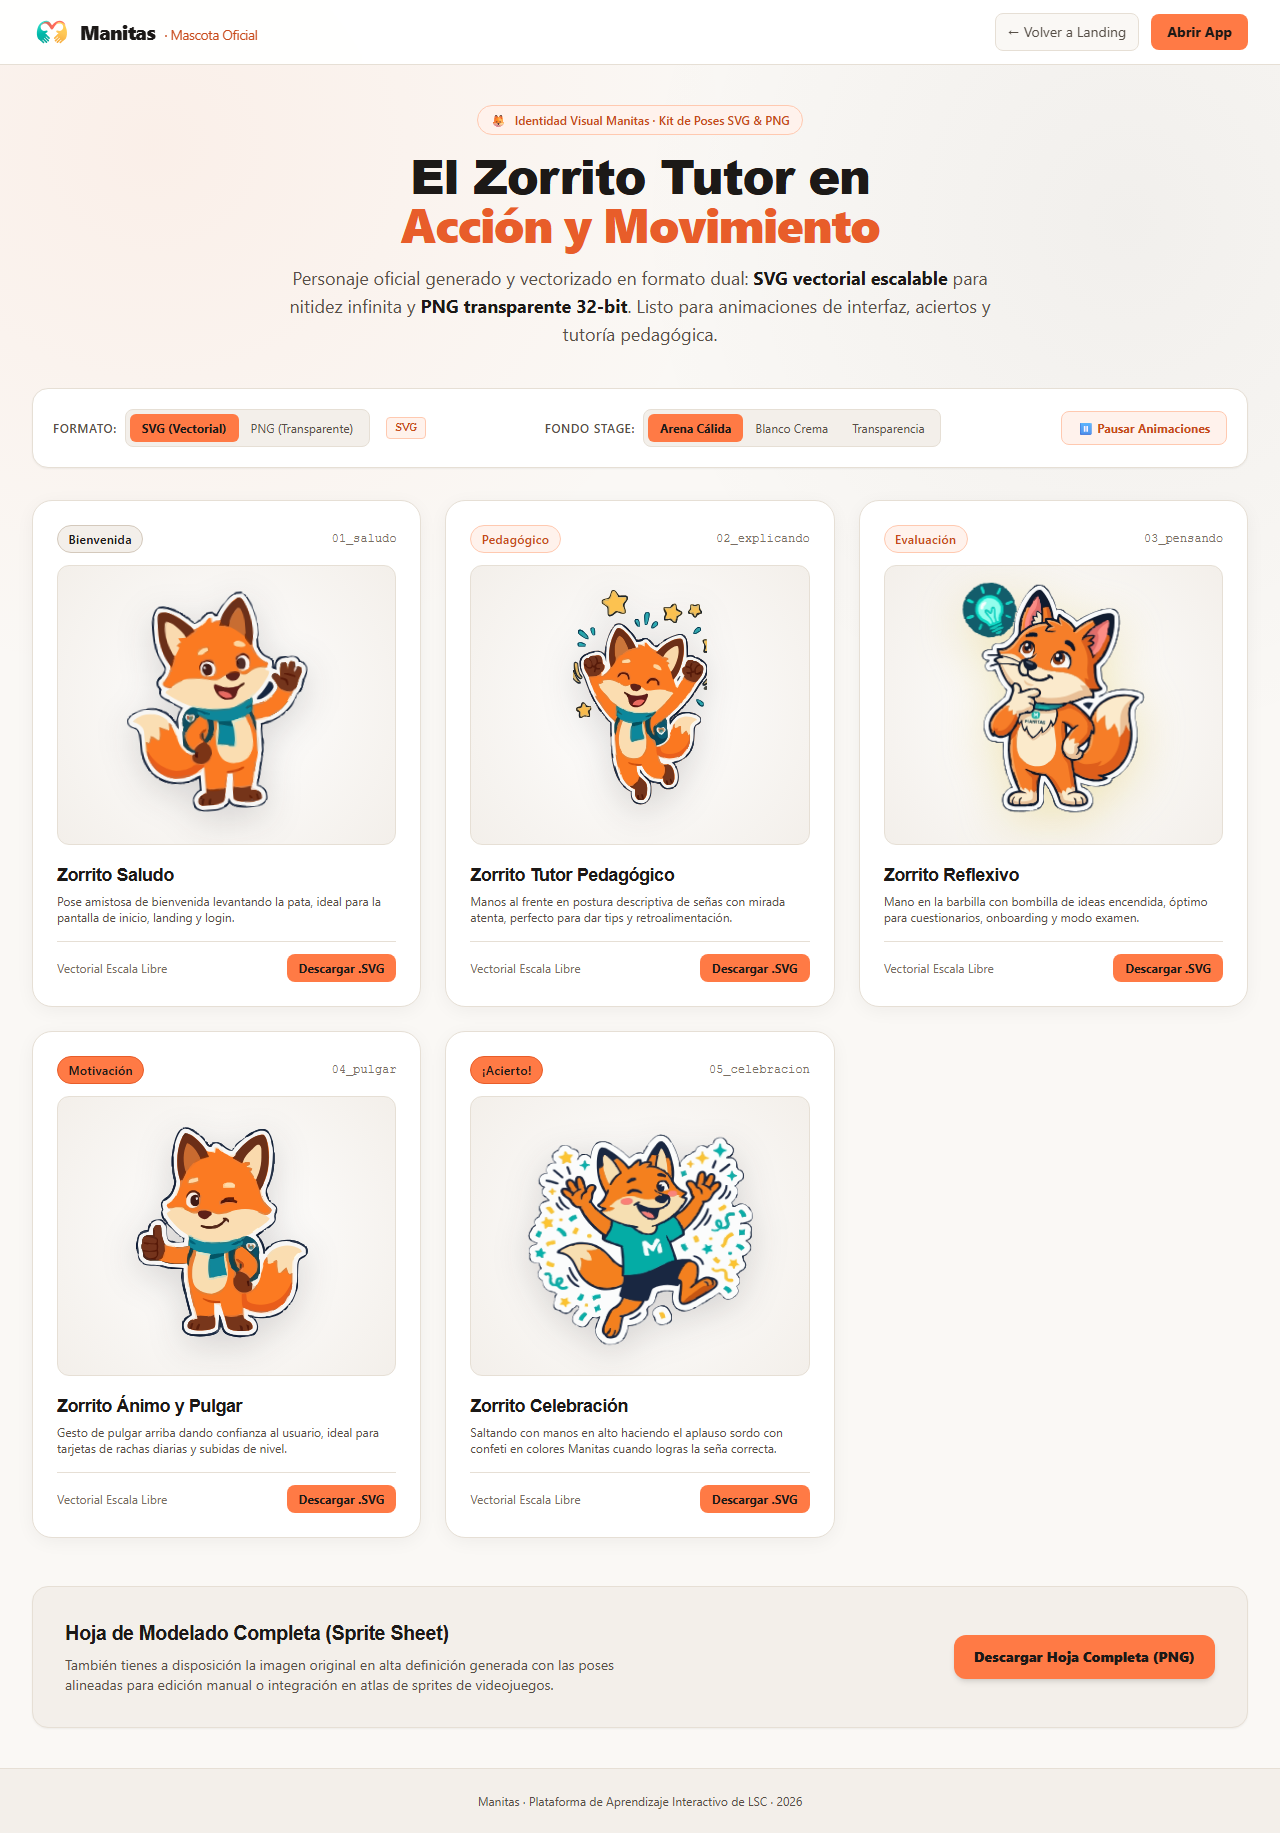 Manitas · Mascota Oficial
← Volver a Landing
Abrir App
Identidad Visual Manitas · Kit de Poses SVG & PNG
El Zorrito Tutor en
Acción y Movimiento
Personaje oficial generado y vectorizado en formato dual: SVG vectorial escalable para
nitidez infinita y PNG transparente 32-bit. Listo para animaciones de interfaz, aciertos y
tutoría pedagógica.
FORMATO: SVG (Vectorial) PNG (Transparente) SVG
FONDO STAGE: Arena Cálida Blanco Crema Transparencia
Pausar Animaciones
Bienvenida 01_saludo
Zorrito Saludo
Pose amistosa de bienvenida levantando la pata, ideal para la
pantalla de inicio, landing y login.
Vectorial Escala Libre Descargar .SVG
Pedagógico 02_explicando
Zorrito Tutor Pedagógico
Manos al frente en postura descriptiva de señas con mirada
atenta, perfecto para dar tips y retroalimentación.
Vectorial Escala Libre Descargar .SVG
Evaluación 03_pensando
MANITAS
Zorrito Reflexivo
Mano en la barbilla con bombilla de ideas encendida, óptimo
para cuestionarios, onboarding y modo examen.
Vectorial Escala Libre Descargar .SVG
Motivación 04_pulgar
Zorrito Ánimo y Pulgar
Gesto de pulgar arriba dando confianza al usuario, ideal para
tarjetas de rachas diarias y subidas de nivel.
Vectorial Escala Libre Descargar .SVG
¡Acierto! 05_celebracion
M
Zorrito Celebración
Saltando con manos en alto haciendo el aplauso sordo con
confeti en colores Manitas cuando logras la seña correcta.
Vectorial Escala Libre Descargar .SVG
Hoja de Modelado Completa (Sprite Sheet)
También tienes a disposición la imagen original en alta definición generada con las poses
alineadas para edición manual o integración en atlas de sprites de videojuegos.
Descargar Hoja Completa (PNG)
Manitas · Plataforma de Aprendizaje Interactivo de LSC · 2026